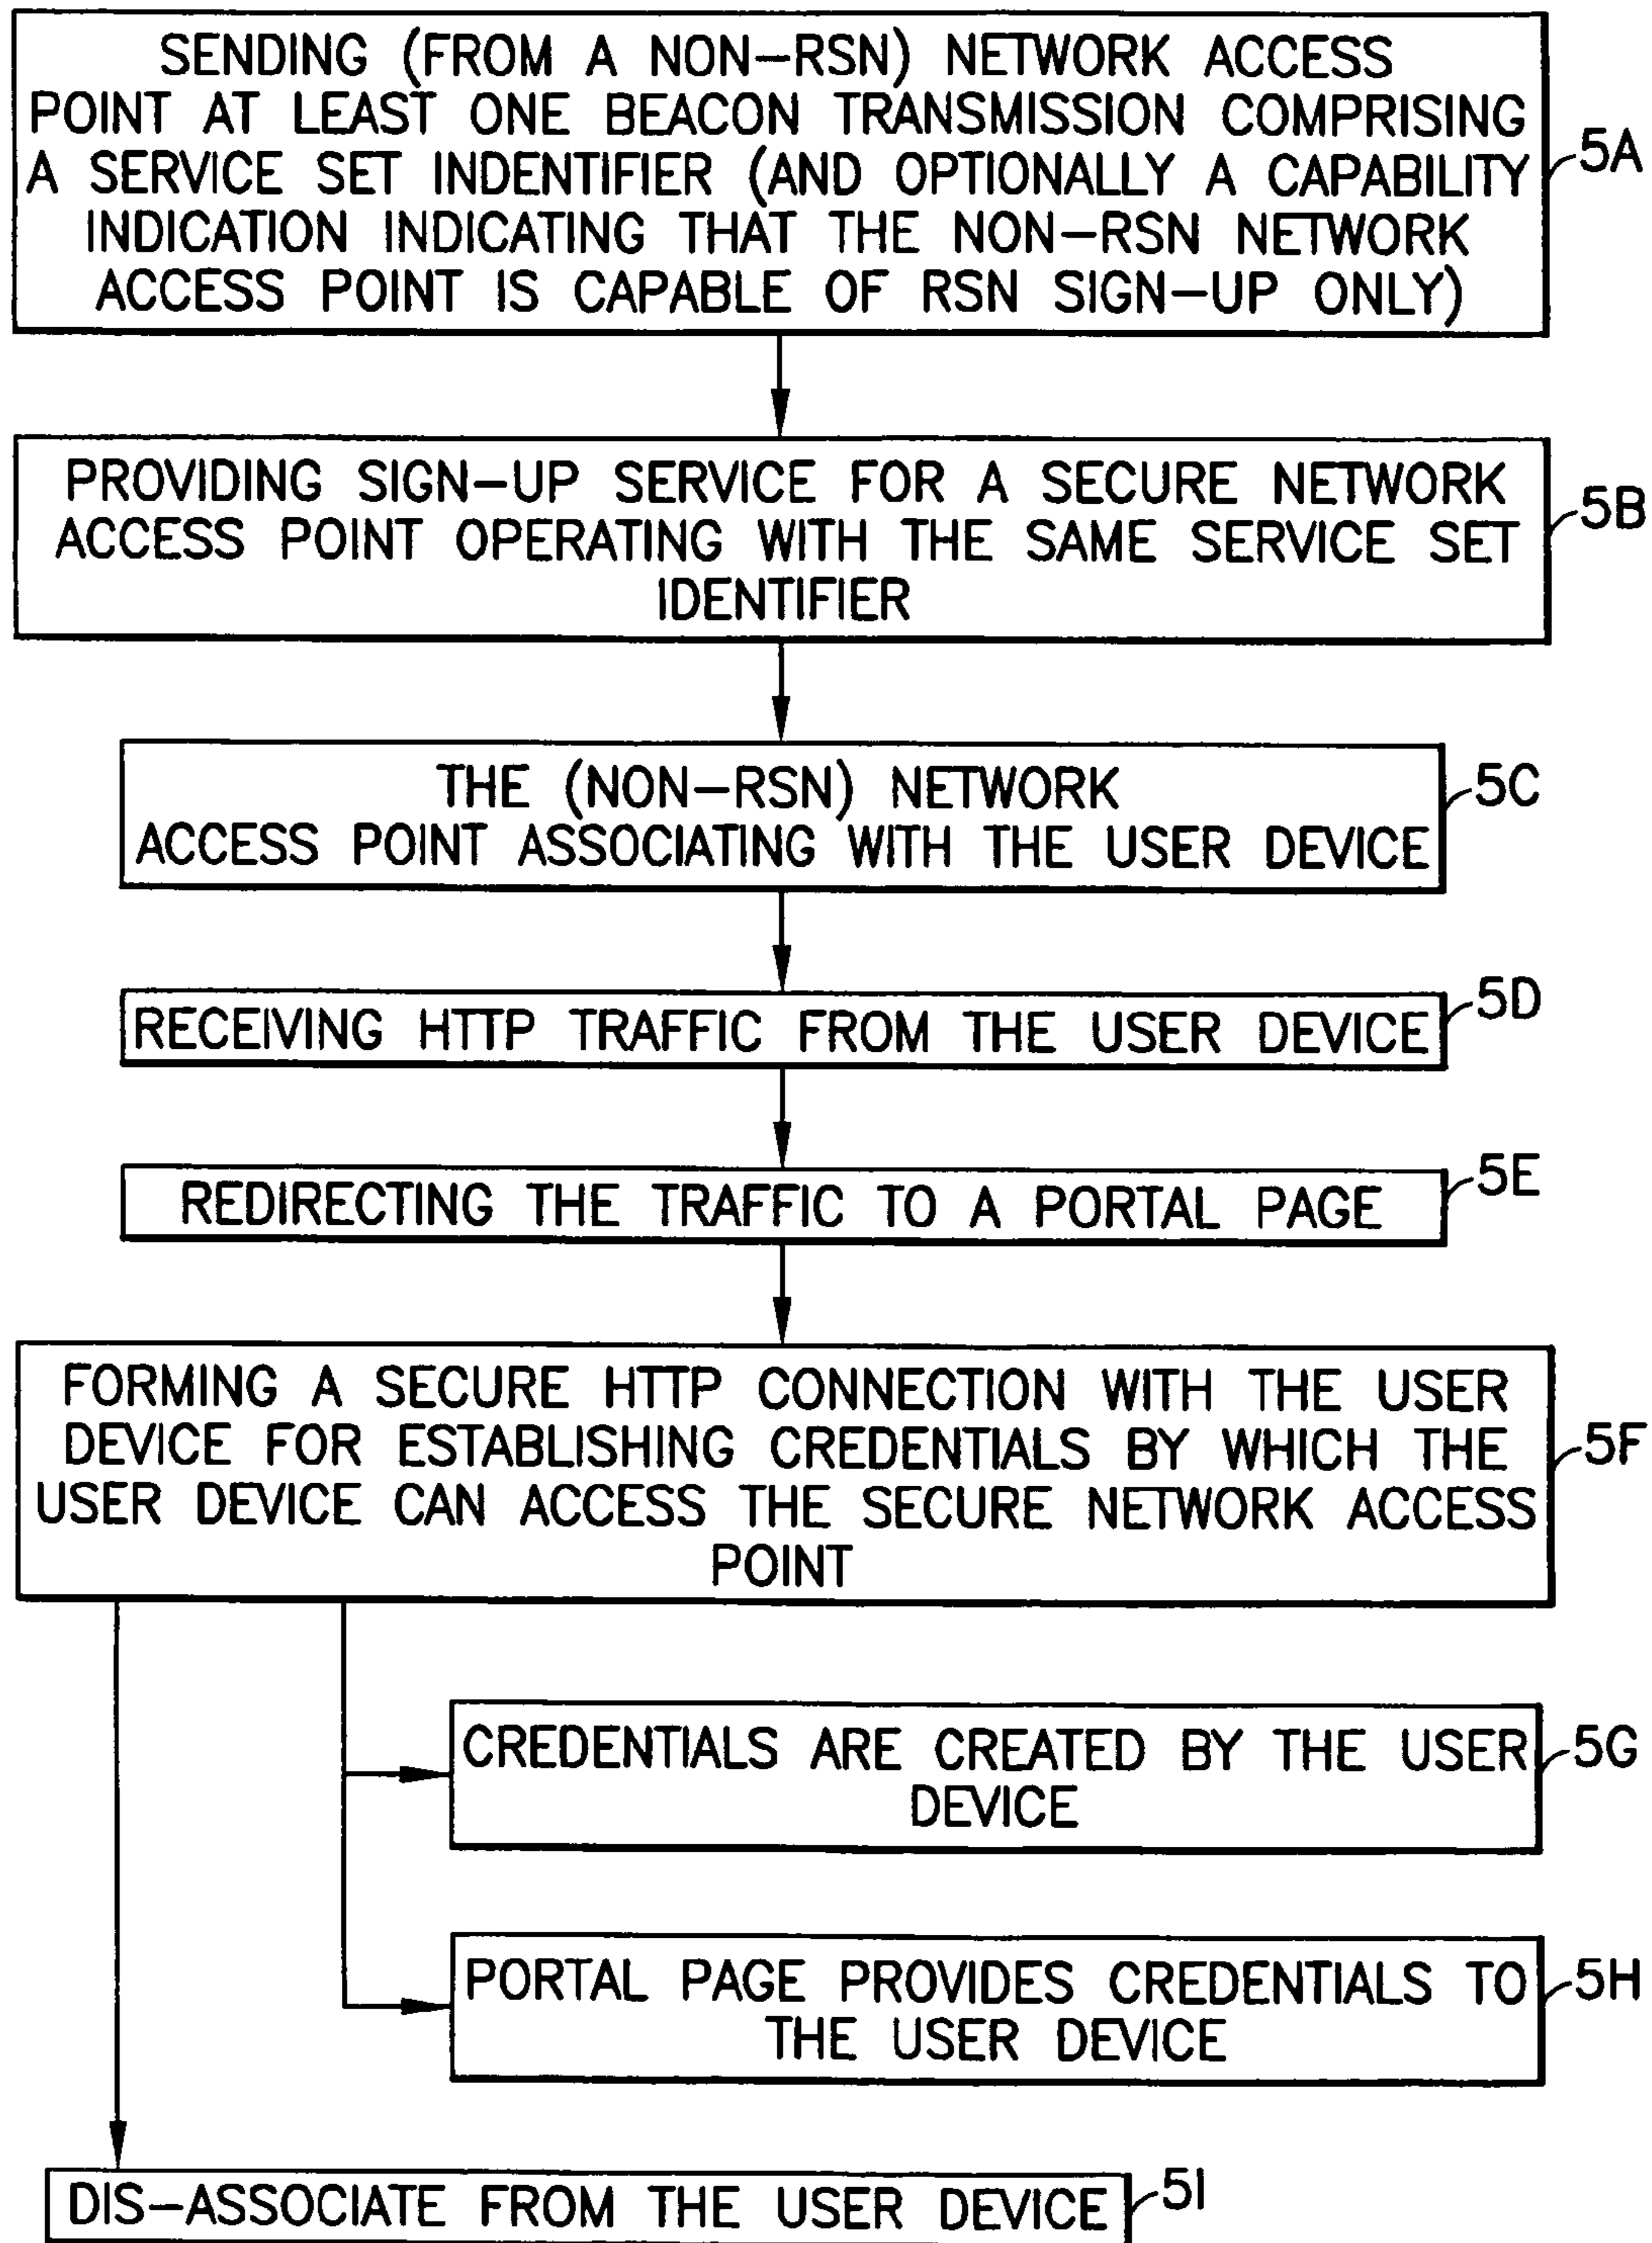 SENDING (FROM A NON-RSN) NETWORK ACCESS
POINT AT LEAST ONE BEACON TRANSMISSION COMPRISING
A SERVICE SET INDENTIFIER (AND OPTIONALLY A CAPABILITY
INDICATION INDICATING THAT THE NON-RSN NETWORK
ACCESS POINT IS CAPABLE OF RSN SIGN-UP ONLY)
5A
PROVIDING SIGN-UP SERVICE FOR A SECURE NETWORK
ACCESS POINT OPERATING WITH THE SAME SERVICE SET
IDENTIFIER
5B
THE (NON-RSN) NETWORK
ACCESS POINT ASSOCIATING WITH THE USER DEVICE
5C
RECEIVING HTTP TRAFFIC FROM THE USER DEVICE
5D
REDIRECTING THE TRAFFIC TO A PORTAL PAGE
5E
FORMING A SECURE HTTP CONNECTION WITH THE USER
DEVICE FOR ESTABLISHING CREDENTIALS BY WHICH THE
USER DEVICE CAN ACCESS THE SECURE NETWORK ACCESS
POINT
5F
CREDENTIALS ARE CREATED BY THE USER
DEVICE
5G
PORTAL PAGE PROVIDES CREDENTIALS TO
THE USER DEVICE
5H
DIS-ASSOCIATE FROM THE USER DEVICE
5I